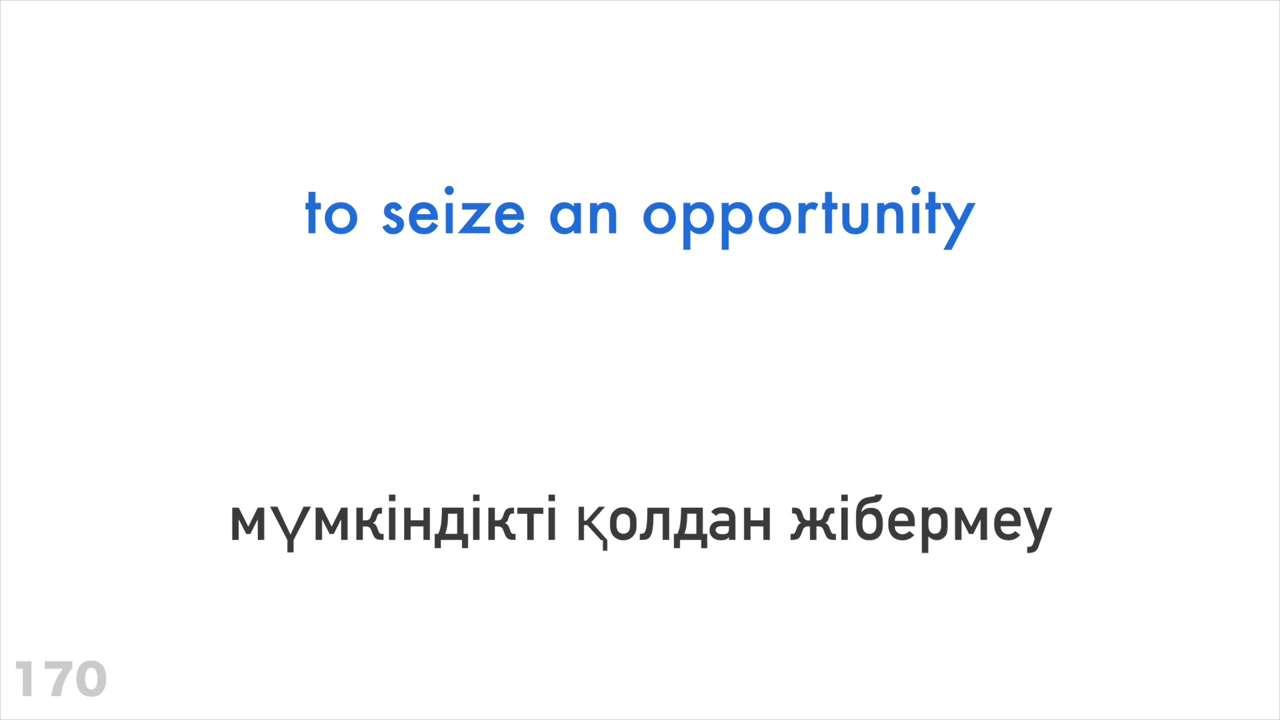 to seize an opportunity
мүмкіндікті қолдан жібермеу
170